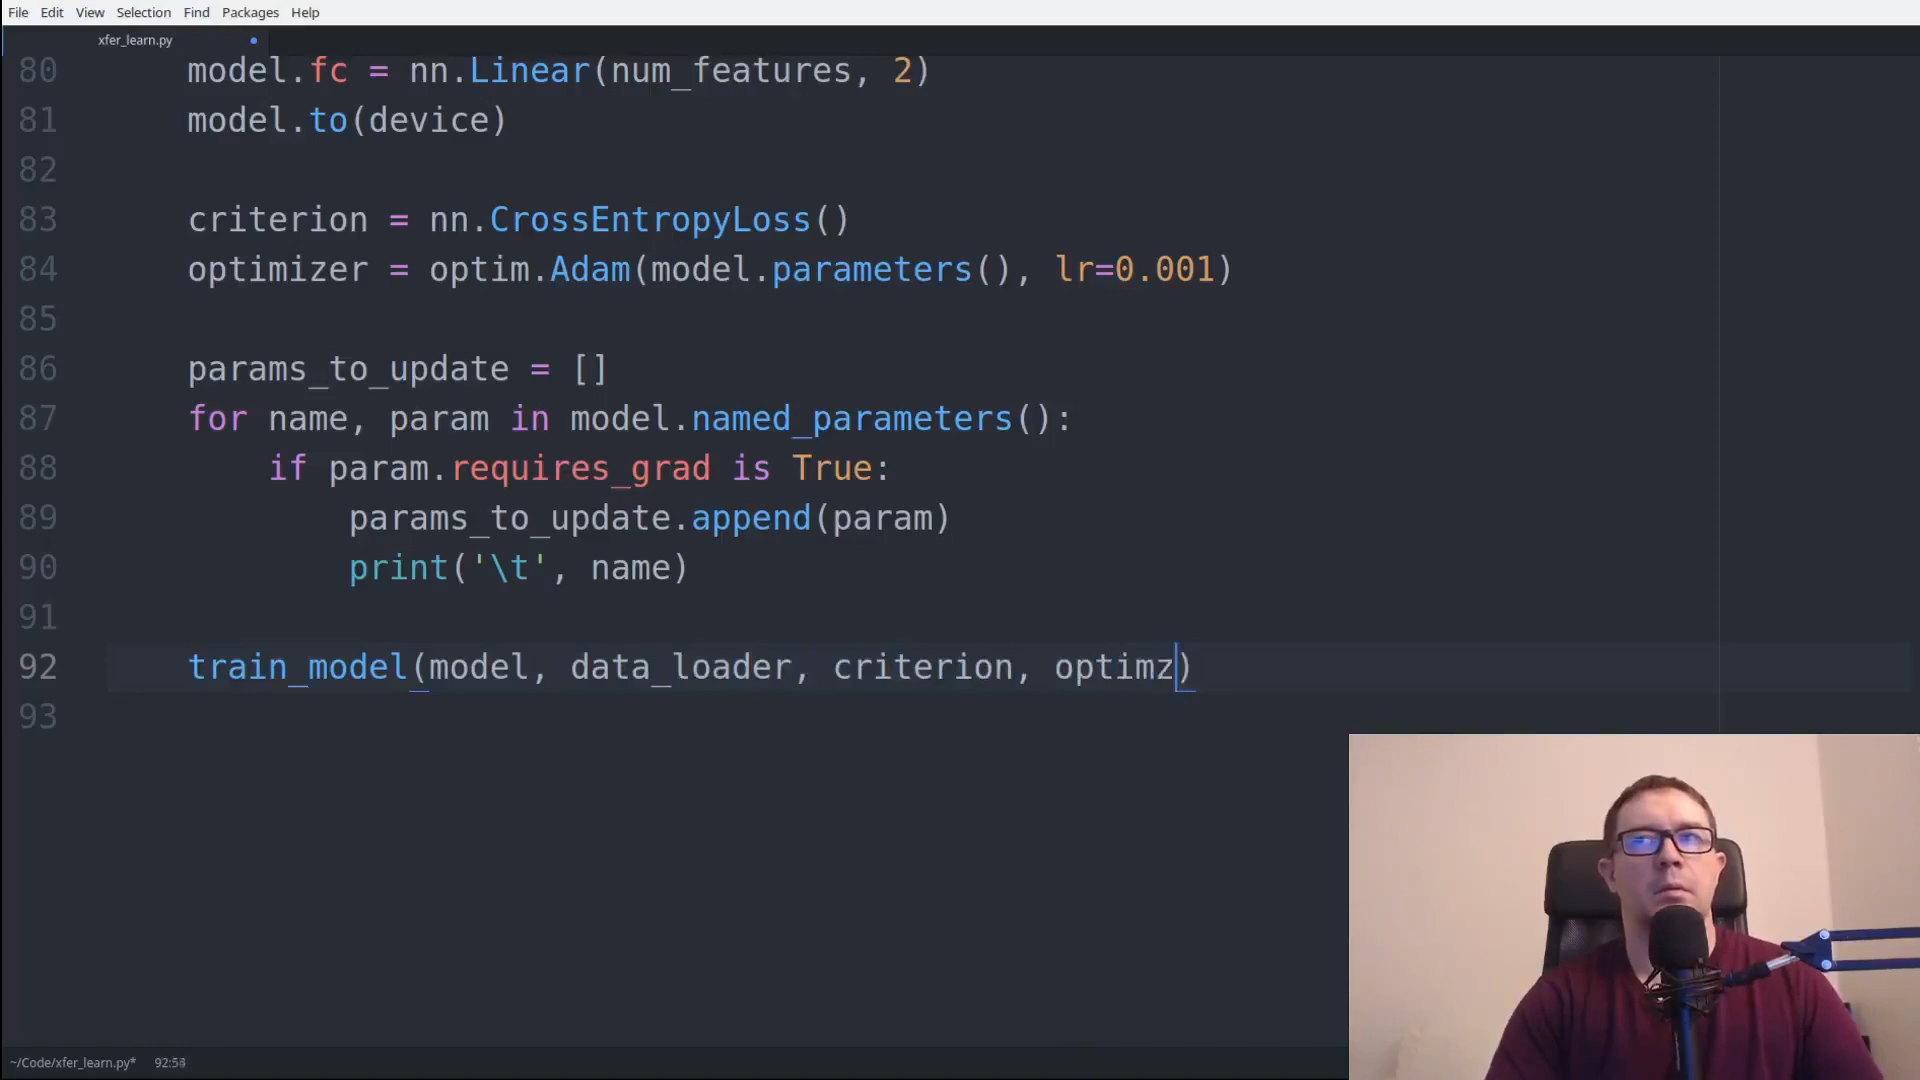 File Edit View Selection Find Packages Help
xfer_learn.py
80 model.fc = nn.Linear(num_features, 2)
81 model.to(device)
82
83 criterion = nn.CrossEntropyLoss()
84 optimizer = optim.Adam(model.parameters(), lr=0.001)
85
86 params_to_update = []
87 for name, param in model.named_parameters():
88 if param.requires_grad is True:
89 params_to_update.append(param)
90 print('\t', name)
91
92 train_model(model, data_loader, criterion, optimz)
93
~/Code/xfer_learn.py*